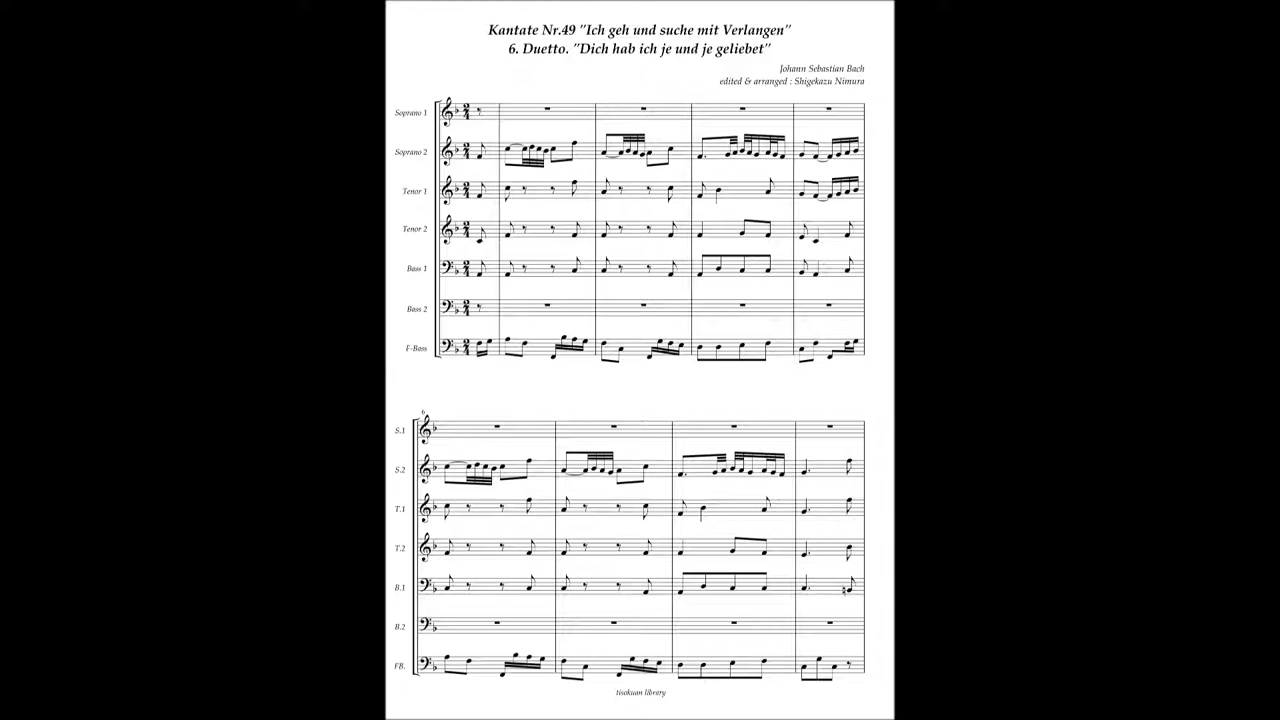 Kantate Nr.49 "Ich geh und suche mit Verlangen"
6. Duetto. "Dich hab ich je und je geliebet"
Johann Sebastian Bach
edited & arranged : Shigekazu Nimura
Soprano 1
Soprano 2
Tenor 1
Tenor 2
Bass 1
Bass 2
F-Bass
6
S.1
S.2
T.1
T.2
B.1
B.2
FB.
tisokuan library